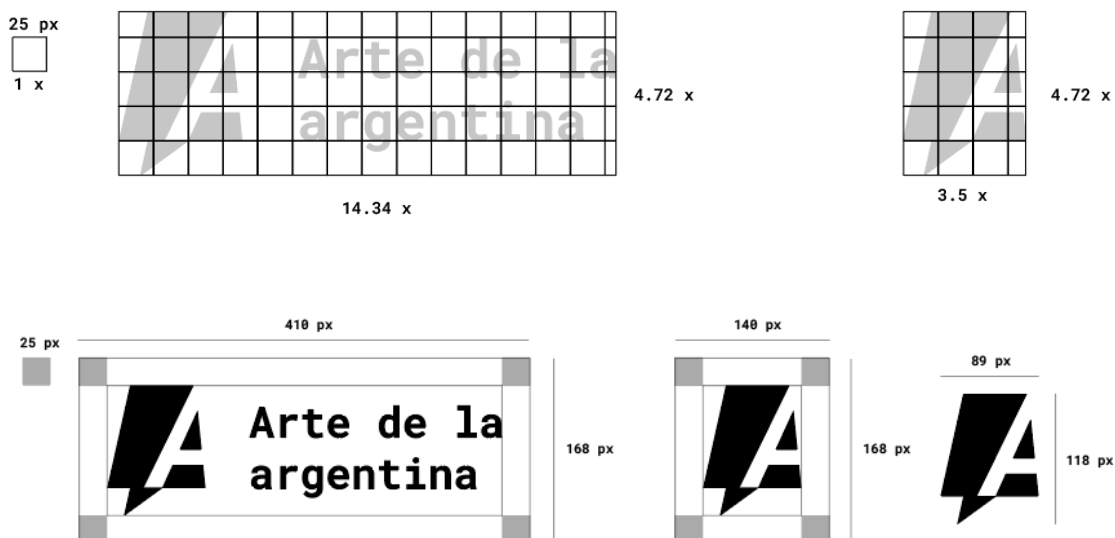 25 px
1 x
Arte de la
argentina
4.72 x
14.34 x
4.72 x
3.5 x
25 px
410 px
Arte de la
argentina
168 px
140 px
168 px
89 px
118 px